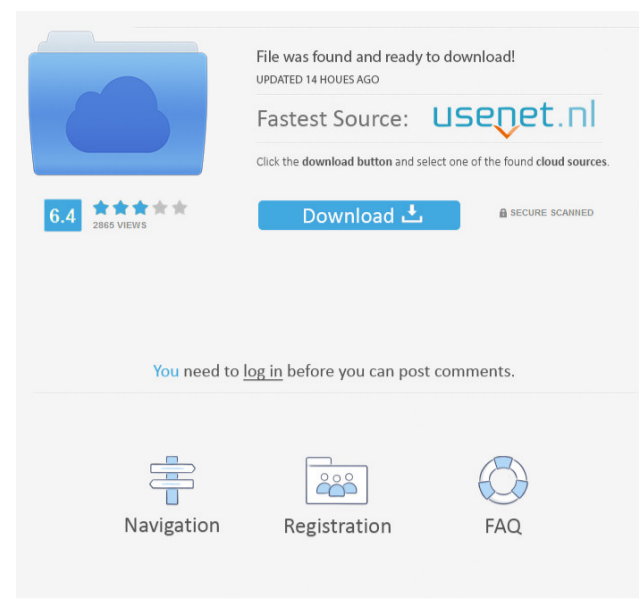 File was found and ready to download!
UPDATED 14 HOUES AGO
Fastest Source: usenet.nl
Click the download button and select one of the found cloud sources.
6.4
2865 VIEWS
Download
SECURE SCANNED
You need to log in before you can post comments.
Navigation
Registration
FAQ